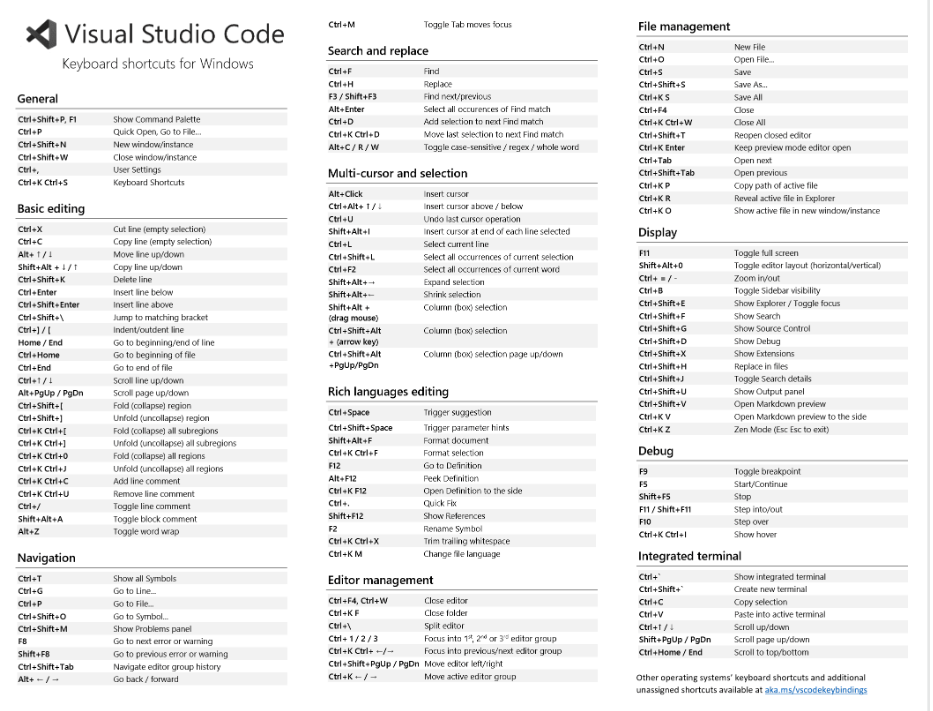 Visual Studio Code
Keyboard shortcuts for Windows
General
Ctrl+Shift+P, F1 Show Command Palette
Ctrl+P Quick Open, Go to File...
Ctrl+Shift+N New window/instance
Ctrl+Shift+W Close window/instance
Ctrl+, User Settings
Ctrl+K Ctrl+S Keyboard Shortcuts
Basic editing
Ctrl+X Cut line (empty selection)
Ctrl+C Copy line (empty selection)
Alt+ ↑ / ↓ Move line up/down
Shift+Alt + ↓ / ↑ Copy line up/down
Ctrl+Shift+K Delete line
Ctrl+Enter Insert line below
Ctrl+Shift+Enter Insert line above
Ctrl+Shift+\ Jump to matching bracket
Ctrl+] / [ Indent/outdent line
Home / End Go to beginning/end of line
Ctrl+Home Go to beginning of file
Ctrl+End Go to end of file
Ctrl+↑ / ↓ Scroll line up/down
Alt+PgUp / PgDn Scroll page up/down
Ctrl+Shift+[ Fold (collapse) region
Ctrl+Shift+] Unfold (uncollapse) region
Ctrl+K Ctrl+[ Fold (collapse) all subregions
Ctrl+K Ctrl+] Unfold (uncollapse) all subregions
Ctrl+K Ctrl+0 Fold (collapse) all regions
Ctrl+K Ctrl+J Unfold (uncollapse) all regions
Ctrl+K Ctrl+C Add line comment
Ctrl+K Ctrl+U Remove line comment
Ctrl+/ Toggle line comment
Shift+Alt+A Toggle block comment
Alt+Z Toggle word wrap
Navigation
Ctrl+T Show all Symbols
Ctrl+G Go to Line...
Ctrl+P Go to File...
Ctrl+Shift+O Go to Symbol...
Ctrl+Shift+M Show Problems panel
F8 Go to next error or warning
Shift+F8 Go to previous error or warning
Ctrl+Shift+Tab Navigate editor group history
Alt+ ← / → Go back / forward
Ctrl+M Toggle Tab moves focus
Search and replace
Ctrl+F Find
Ctrl+H Replace
F3 / Shift+F3 Find next/previous
Alt+Enter Select all occurences of Find match
Ctrl+D Add selection to next Find match
Ctrl+K Ctrl+D Move last selection to next Find match
Alt+C / R / W Toggle case-sensitive / regex / whole word
Multi-cursor and selection
Alt+Click Insert cursor
Ctrl+Alt+ ↑ / ↓ Insert cursor above / below
Ctrl+U Undo last cursor operation
Shift+Alt+I Insert cursor at end of each line selected
Ctrl+L Select current line
Ctrl+Shift+L Select all occurrences of current selection
Ctrl+F2 Select all occurrences of current word
Shift+Alt+→ Expand selection
Shift+Alt+← Shrink selection
Shift+Alt + Column (box) selection
(drag mouse)
Ctrl+Shift+Alt Column (box) selection
+ (arrow key)
Ctrl+Shift+Alt Column (box) selection page up/down
+PgUp/PgDn
Rich languages editing
Ctrl+Space Trigger suggestion
Ctrl+Shift+Space Trigger parameter hints
Shift+Alt+F Format document
Ctrl+K Ctrl+F Format selection
F12 Go to Definition
Alt+F12 Peek Definition
Ctrl+K F12 Open Definition to the side
Ctrl+. Quick Fix
Shift+F12 Show References
F2 Rename Symbol
Ctrl+K Ctrl+X Trim trailing whitespace
Ctrl+K M Change file language
Editor management
Ctrl+F4, Ctrl+W Close editor
Ctrl+K F Close folder
Ctrl+\ Split editor
Ctrl+ 1 / 2 / 3 Focus into 1st, 2nd or 3rd editor group
Ctrl+K Ctrl+ ←/→ Focus into previous/next editor group
Ctrl+Shift+PgUp / PgDn Move editor left/right
Ctrl+K ← / → Move active editor group
File management
Ctrl+N New File
Ctrl+O Open File...
Ctrl+S Save
Ctrl+Shift+S Save As...
Ctrl+K S Save All
Ctrl+F4 Close
Ctrl+K Ctrl+W Close All
Ctrl+Shift+T Reopen closed editor
Ctrl+K Enter Keep preview mode editor open
Ctrl+Tab Open next
Ctrl+Shift+Tab Open previous
Ctrl+K P Copy path of active file
Ctrl+K R Reveal active file in Explorer
Ctrl+K O Show active file in new window/instance
Display
F11 Toggle full screen
Shift+Alt+0 Toggle editor layout (horizontal/vertical)
Ctrl+ = / - Zoom in/out
Ctrl+B Toggle Sidebar visibility
Ctrl+Shift+E Show Explorer / Toggle focus
Ctrl+Shift+F Show Search
Ctrl+Shift+G Show Source Control
Ctrl+Shift+D Show Debug
Ctrl+Shift+X Show Extensions
Ctrl+Shift+H Replace in files
Ctrl+Shift+J Toggle Search details
Ctrl+Shift+U Show Output panel
Ctrl+Shift+V Open Markdown preview
Ctrl+K V Open Markdown preview to the side
Ctrl+K Z Zen Mode (Esc Esc to exit)
Debug
F9 Toggle breakpoint
F5 Start/Continue
Shift+F5 Stop
F11 / Shift+F11 Step into/out
F10 Step over
Ctrl+K Ctrl+I Show hover
Integrated terminal
Ctrl+` Show integrated terminal
Ctrl+Shift+` Create new terminal
Ctrl+C Copy selection
Ctrl+V Paste into active terminal
Ctrl+↑ / ↓ Scroll up/down
Shift+PgUp / PgDn Scroll page up/down
Ctrl+Home / End Scroll to top/bottom
Other operating systems' keyboard shortcuts and additional
unassigned shortcuts available at aka.ms/vscodekeybindings